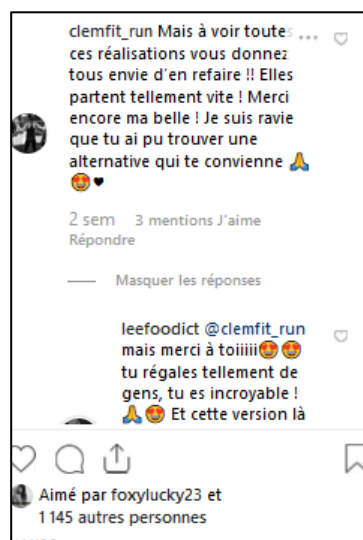 clemfit_run Mais à voir toutes
ces réalisations vous donnez
tous envie d'en refaire !! Elles
partent tellement vite ! Merci
encore ma belle ! Je suis ravie
que tu ai pu trouver une
alternative qui te convienne 🙏
😍♥
2 sem 3 mentions J'aime
Répondre
Masquer les réponses
leefoodict @clemfit_run
mais merci à toiiiii😍😍
tu régales tellement de
gens, tu es incroyable !
🙏😍 Et cette version là
Aimé par foxylucky23 et
1 145 autres personnes